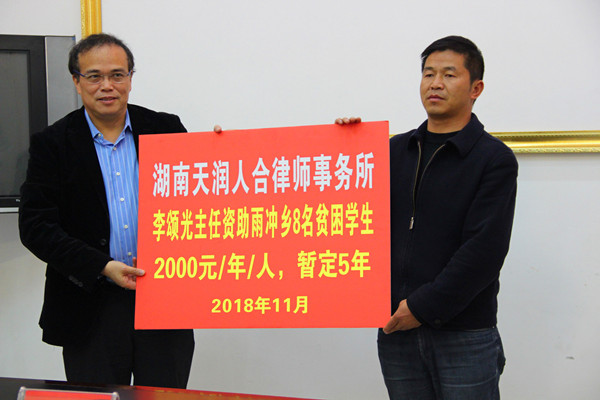 湖南天润人合律师事务所
李颂光主任资助雨冲乡8名贫困学生
2000元/年/人，暂定5年
2018年11月